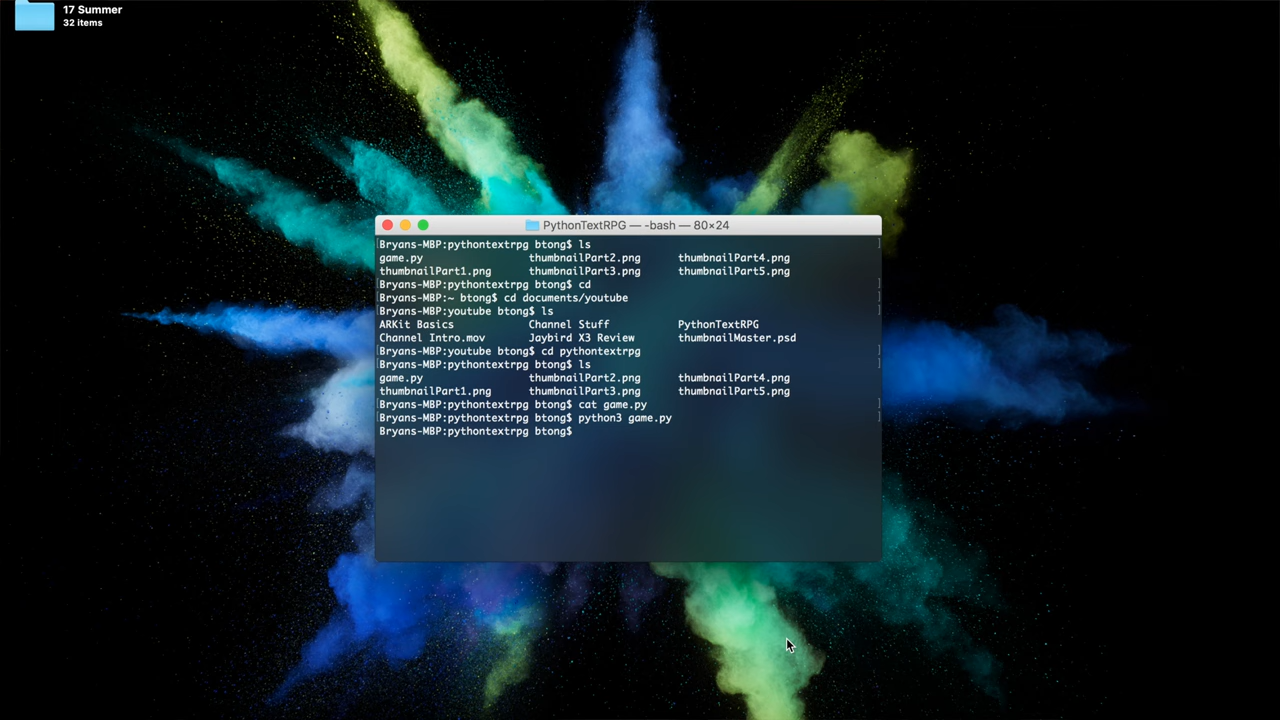 17 Summer
32 items
PythonTextRPG — -bash — 80×24
Bryans-MBP:pythontextrpg btong$ ls
game.py thumbnailPart2.png thumbnailPart4.png
thumbnailPart1.png thumbnailPart3.png thumbnailPart5.png
Bryans-MBP:pythontextrpg btong$ cd
Bryans-MBP:~ btong$ cd documents/youtube
Bryans-MBP:youtube btong$ ls
ARKit Basics Channel Stuff PythonTextRPG
Channel Intro.mov Jaybird X3 Review thumbnailMaster.psd
Bryans-MBP:youtube btong$ cd pythontextrpg
Bryans-MBP:pythontextrpg btong$ ls
game.py thumbnailPart2.png thumbnailPart4.png
thumbnailPart1.png thumbnailPart3.png thumbnailPart5.png
Bryans-MBP:pythontextrpg btong$ cat game.py
Bryans-MBP:pythontextrpg btong$ python3 game.py
Bryans-MBP:pythontextrpg btong$